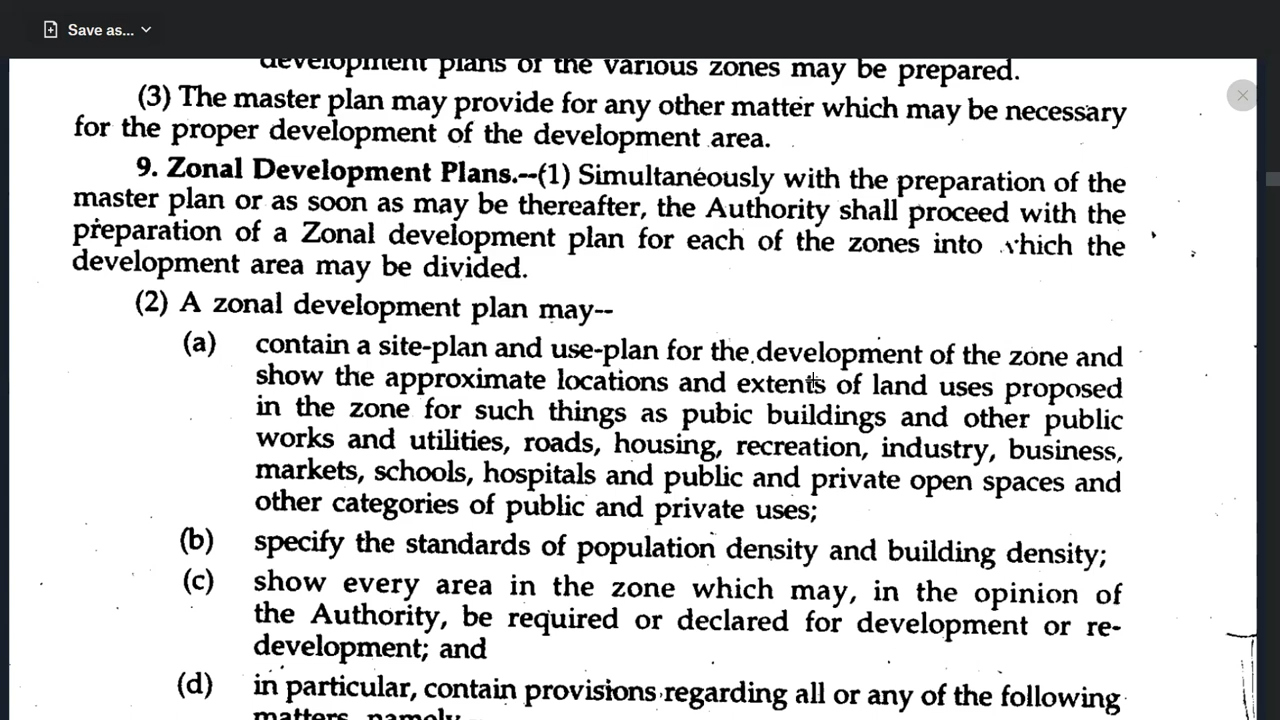 Save as...
development plans of the various zones may be prepared.
(3) The master plan may provide for any other matter which may be necessary
for the proper development of the development area.
9. Zonal Development Plans.--(1) Simultaneously with the preparation of the
master plan or as soon as may be thereafter, the Authority shall proceed with the
preparation of a Zonal development plan for each of the zones into which the
development area may be divided.
(2) A zonal development plan may--
(a) contain a site-plan and use-plan for the development of the zone and
show the approximate locations and extents of land uses proposed
in the zone for such things as pubic buildings and other public
works and utilities, roads, housing, recreation, industry, business,
markets, schools, hospitals and public and private open spaces and
other categories of public and private uses;
(b) specify the standards of population density and building density;
(c) show every area in the zone which may, in the opinion of
the Authority, be required or declared for development or re-
development; and
(d) in particular, contain provisions regarding all or any of the following
matters, namely